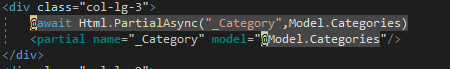 <div class="col-lg-3">
@await Html.PartialAsync("_Category",Model.Categories)
<partial name="_Category" model="@Model.Categories"/>
</div>